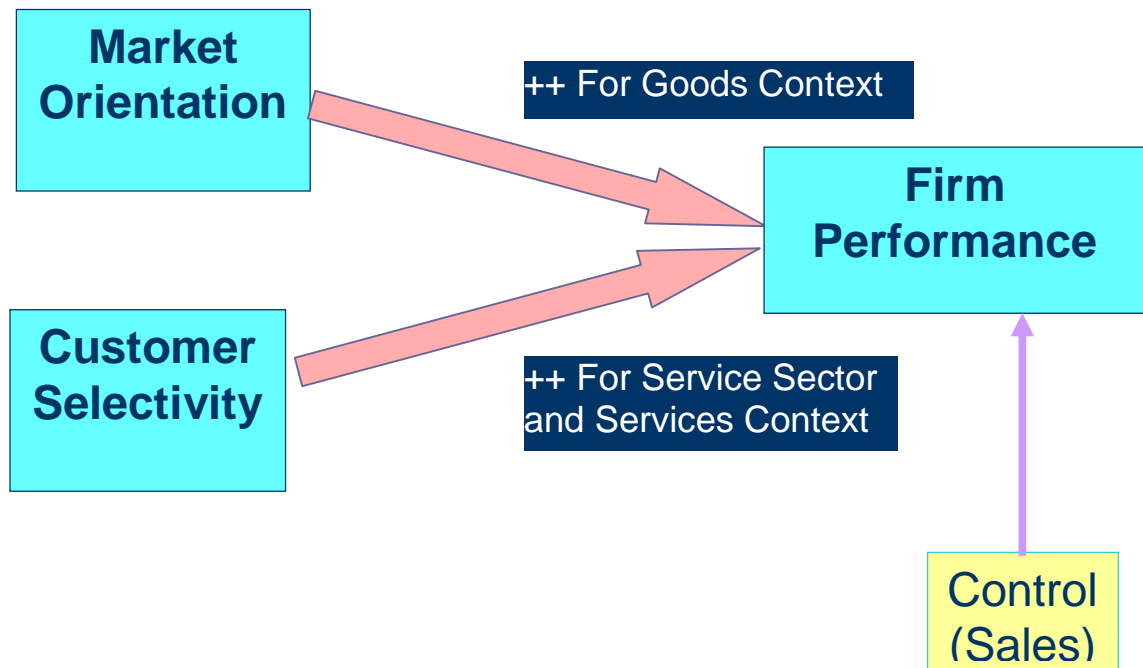 Market
Orientation
++ For Goods Context
Firm
Performance
Customer
Selectivity
++ For Service Sector
and Services Context
Control
(Sales)